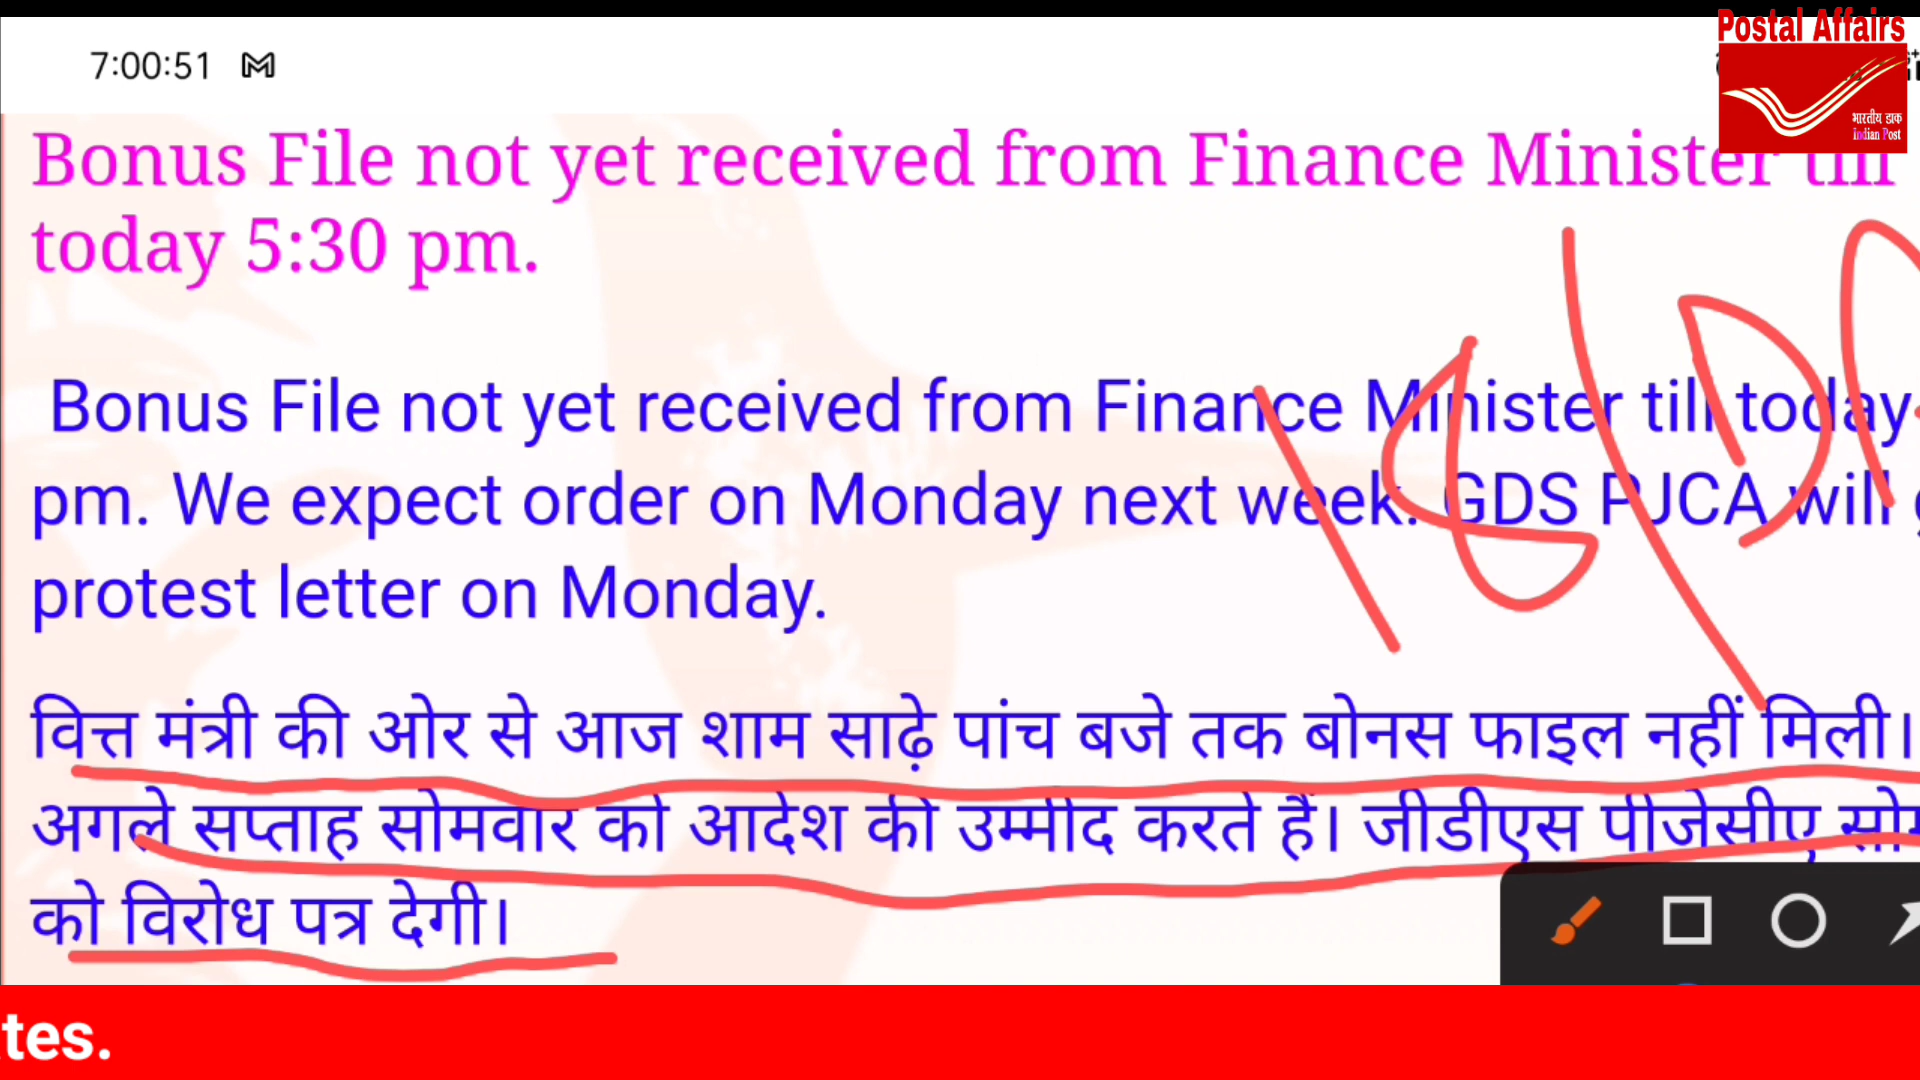 Postal Affairs
7:00:51
भारतीय डाक
Indian Post
Bonus File not yet received from Finance Minister till
today 5:30 pm.
Bonus File not yet received from Finance Minister till today
pm. We expect order on Monday next week. GDS PJCA will
protest letter on Monday.
वित्त मंत्री की ओर से आज शाम साढ़े पांच बजे तक बोनस फाइल नहीं मिली।
अगले सप्ताह सोमवार को आदेश की उम्मीद करते हैं। जीडीएस पीजेसीए
को विरोध पत्र देगी।
tes.